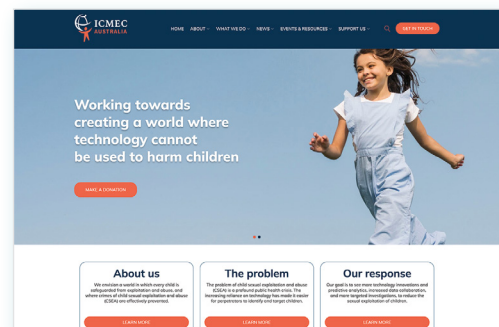 ICMEC
AUSTRALIA
HOME ABOUT WHAT WE DO NEWS EVENTS & RESOURCES SUPPORT US GET IN TOUCH
Working towards
creating a world where
technology cannot
be used to harm children
MAKE A DONATION
About us
We envision a world in which every child is
safeguarded from exploitation and abuse, and
where crimes of child sexual exploitation and abuse
(CSEA) are effectively prevented.
LEARN MORE
The problem
The problem of child sexual exploitation and abuse
(CSEA) is a profound public health crisis. The
increasing reliance on technology has made it easier
for perpetrators to identify and target children.
LEARN MORE
Our response
Our goal is to see more technology innovations and
predictive analytics, increased data collaboration,
and more targeted investigations, to reduce the
sexual exploitation of children.
LEARN MORE